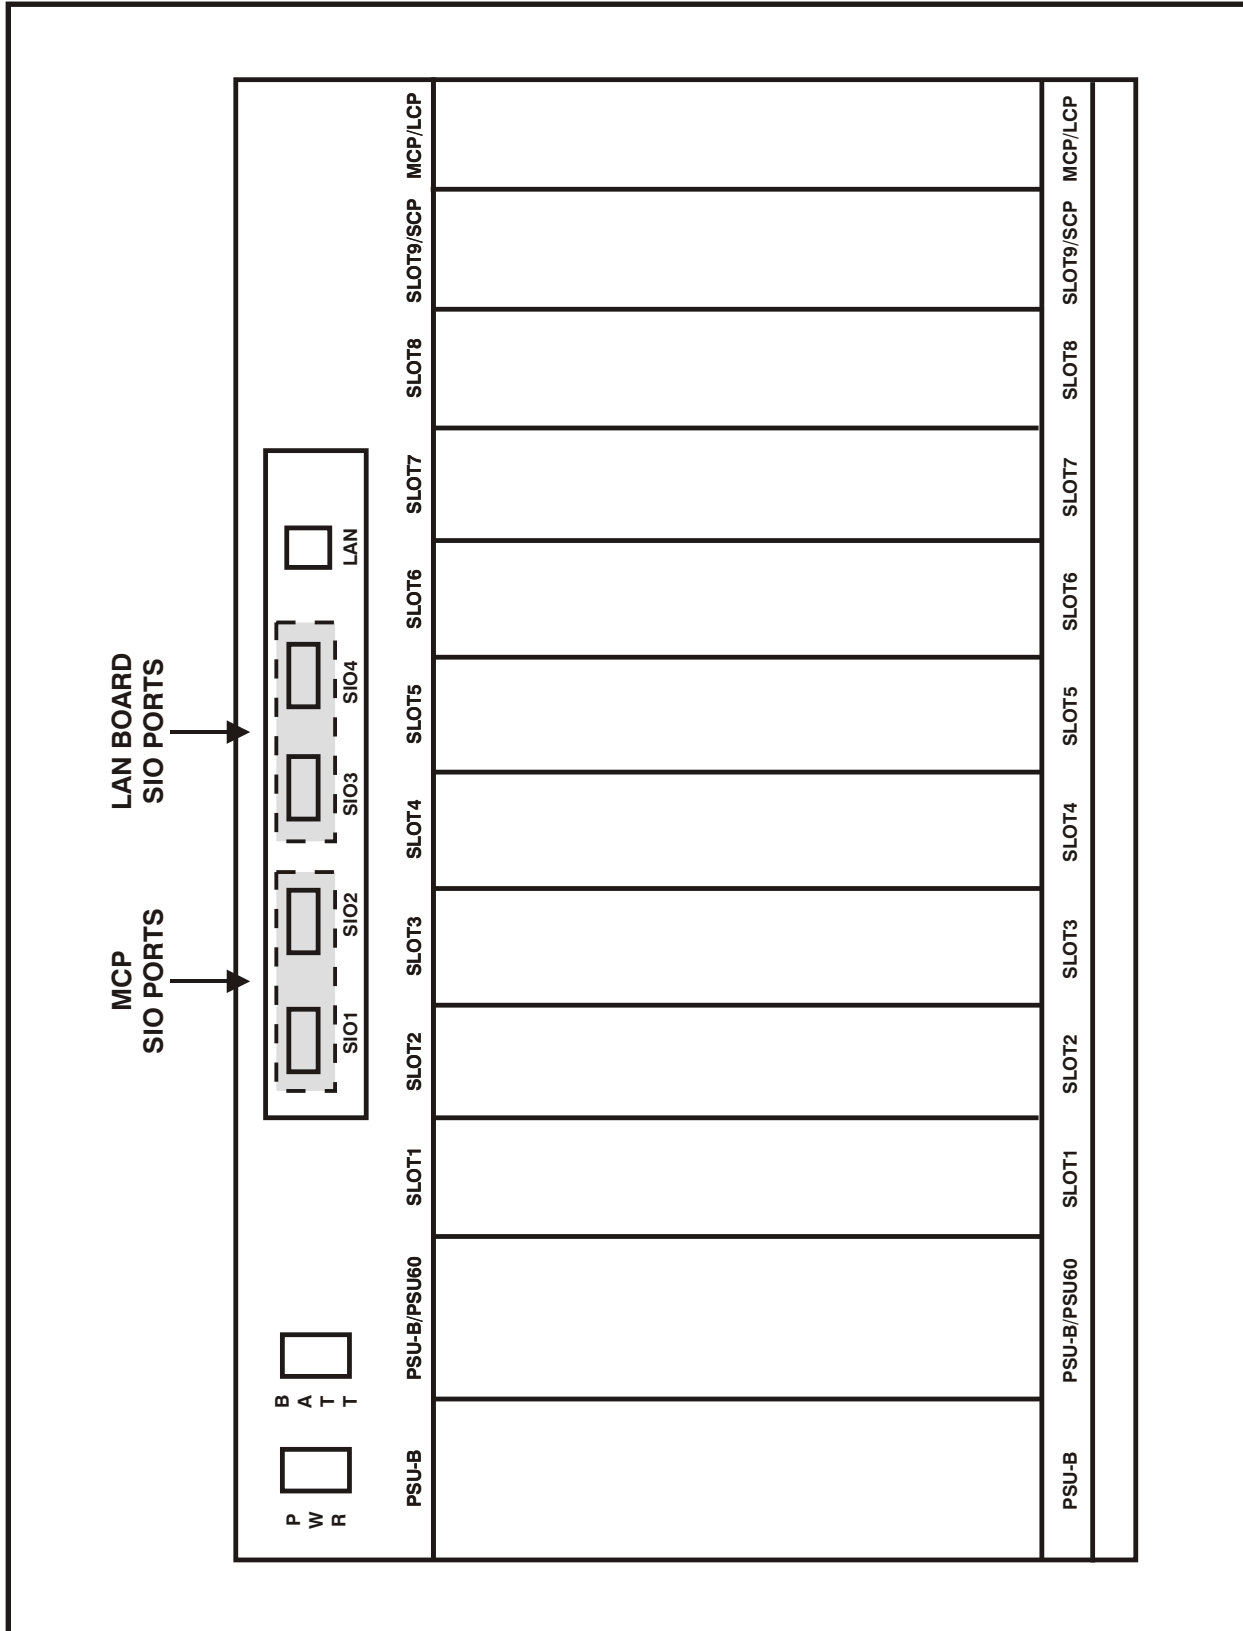 MCP
SIO PORTS
LAN BOARD
SIO PORTS
PWR
BATT
SIO1
SIO2
SIO3
SIO4
LAN
PSU-B
PSU-B/PSU60
SLOT1
SLOT2
SLOT3
SLOT4
SLOT5
SLOT6
SLOT7
SLOT8
SLOT9/SCP
MCP/LCP
PSU-B
PSU-B/PSU60
SLOT1
SLOT2
SLOT3
SLOT4
SLOT5
SLOT6
SLOT7
SLOT8
SLOT9/SCP
MCP/LCP